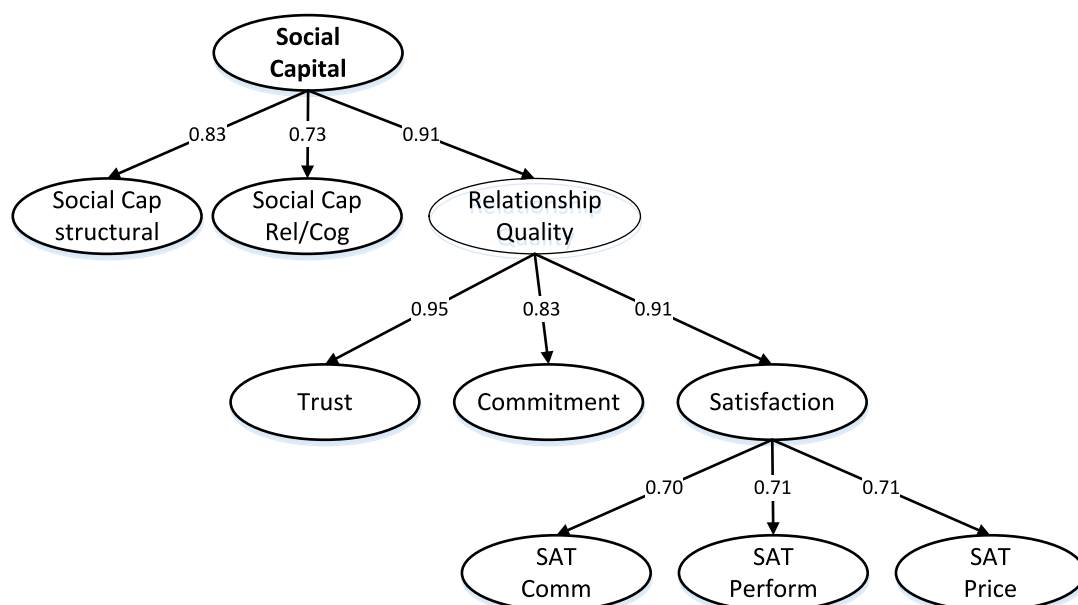 Social
Capital
0.83
0.73
0.91
Social Cap
structural
Social Cap
Rel/Cog
Relationship
Quality
0.95
0.83
0.91
Trust
Commitment
Satisfaction
0.70
0.71
0.71
SAT
Comm
SAT
Perform
SAT
Price